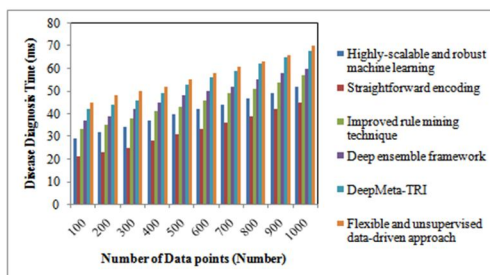 Disease Diagnosis Time (ms)
80
70
60
50
40
30
20
10
0
100
200
300
400
500
600
700
800
900
1000
Number of Data points (Number)
Highly-scalable and robust
machine learning
Straightforward encoding
Improved rule mining
technique
Deep ensemble framework
DeepMeta-TRI
Flexible and unsupervised
data-driven approach